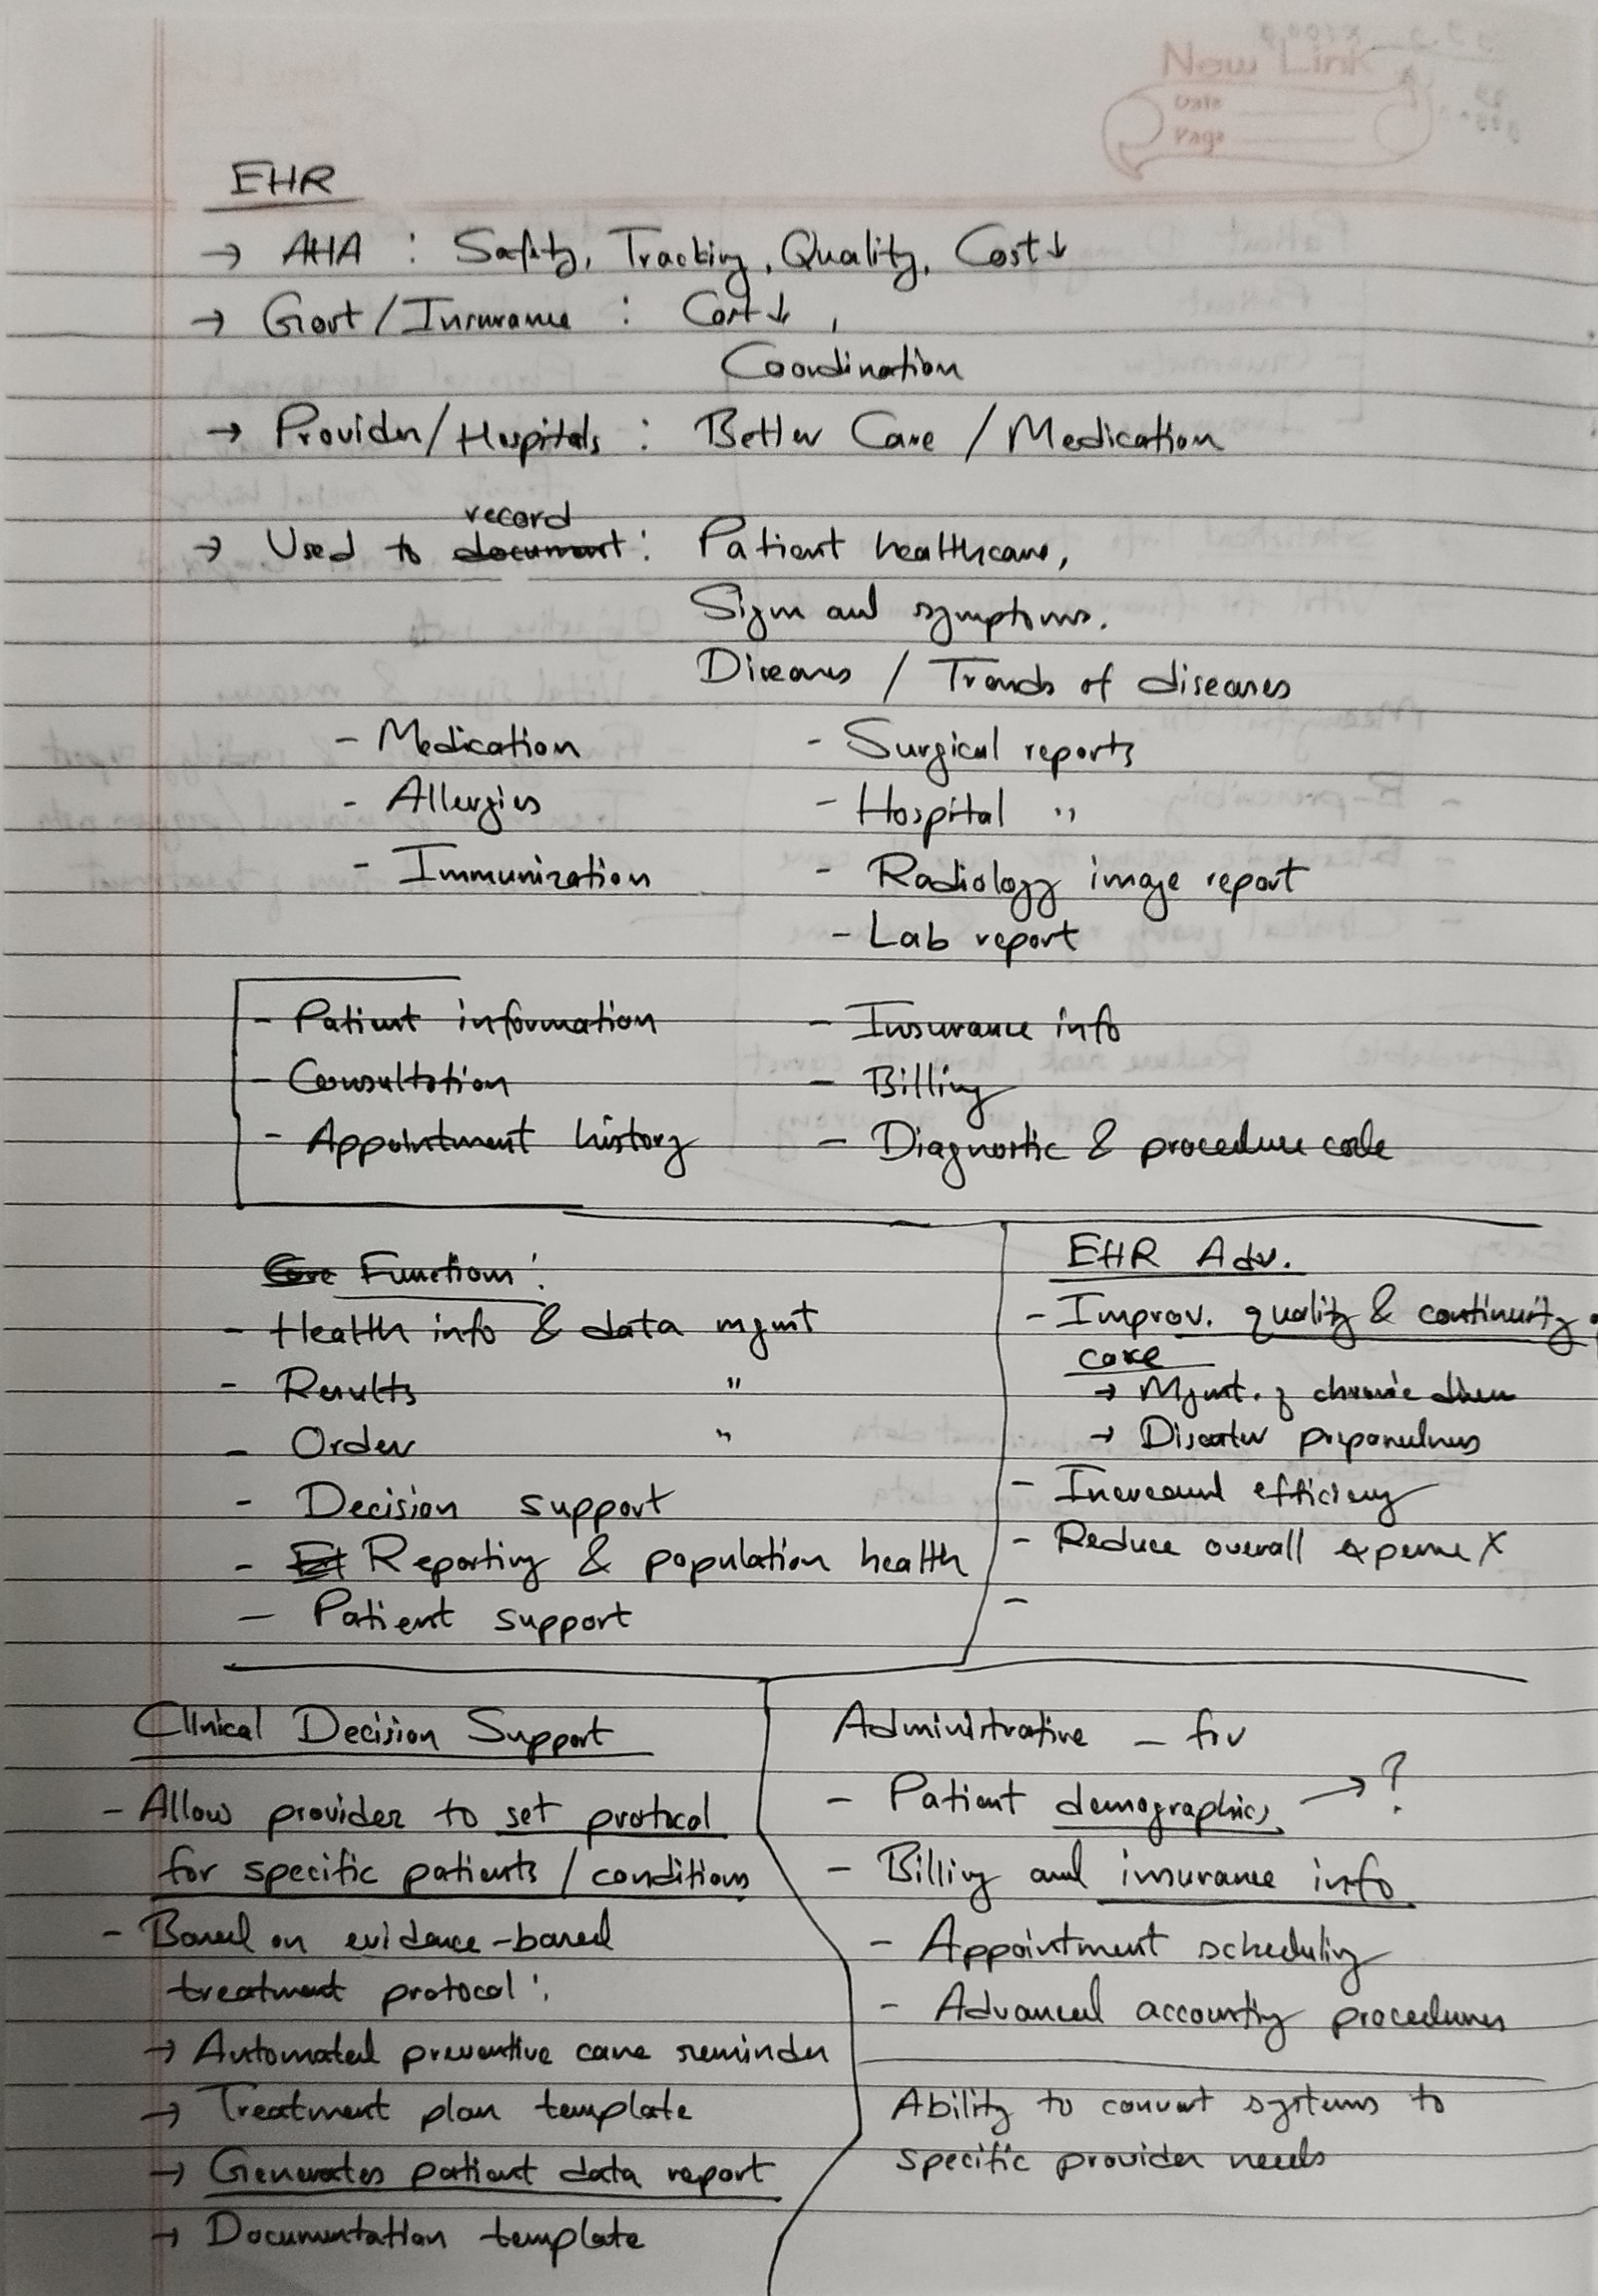 New Link
Date
Page
EHR
→ AHA : Safety, Tracking, Quality, Cost↓
→ Govt/Insurance : Cost↓ ,
Coordination
→ Provider/Hospitals : Better Care / Medication
record
→ Used to document : Patient healthcare,
Sign and symptoms.
Diseases / Trends of diseases
- Medication
- Allergies
- Immunization
- Surgical reports
- Hospital "
- Radiology image report
- Lab report
- Patient information
- Consultation
- Appointment history
- Insurance info
- Billing
- Diagnostic & procedure code
Core Functions :
- Health info & data mgmt
- Results "
- Order "
- Decision support
- Reporting & population health
- Patient support
EHR Adv.
- Improv. quality & continuity
care
→ Mgmt. of chronic disease
→ Disaster preparedness
- Increased efficiency
- Reduce overall expense X
-
Clinical Decision Support
- Allow provider to set protocol
for specific patients / conditions
- Based on evidence-based
treatment protocol :
→ Automated preventive care reminder
→ Treatment plan template
→ Generates patient data report
→ Documentation template
Administrative - for
- Patient demographics, → ?
- Billing and insurance info
- Appointment scheduling
- Advanced accounting procedures
Ability to convert systems to
specific provider needs